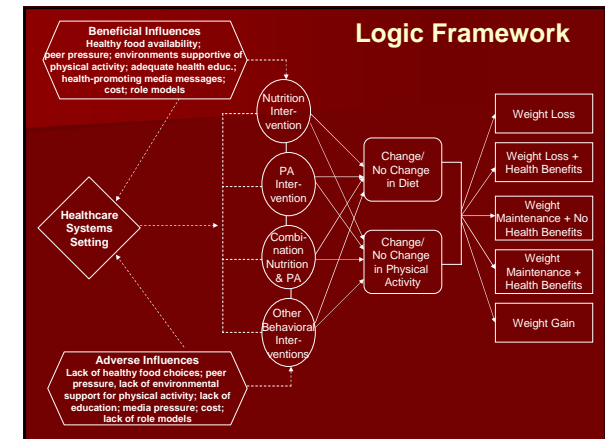 Logic Framework
Beneficial Influences
Healthy food availability;
peer pressure; environments supportive of
physical activity; adequate health educ.;
health-promoting media messages;
cost; role models
Nutrition
Inter-
vention
PA
Inter-
vention
Combi-
nation
Nutrition
& PA
Other
Behavioral
Inter-
ventions
Healthcare
Systems
Setting
Change/
No Change
in Diet
Change/
No Change
in Physical
Activity
Weight Loss
Weight Loss +
Health Benefits
Weight
Maintenance + No
Health Benefits
Weight
Maintenance +
Health Benefits
Weight Gain
Adverse Influences
Lack of healthy food choices; peer
pressure, lack of environmental
support for physical activity; lack of
education; media pressure; cost;
lack of role models